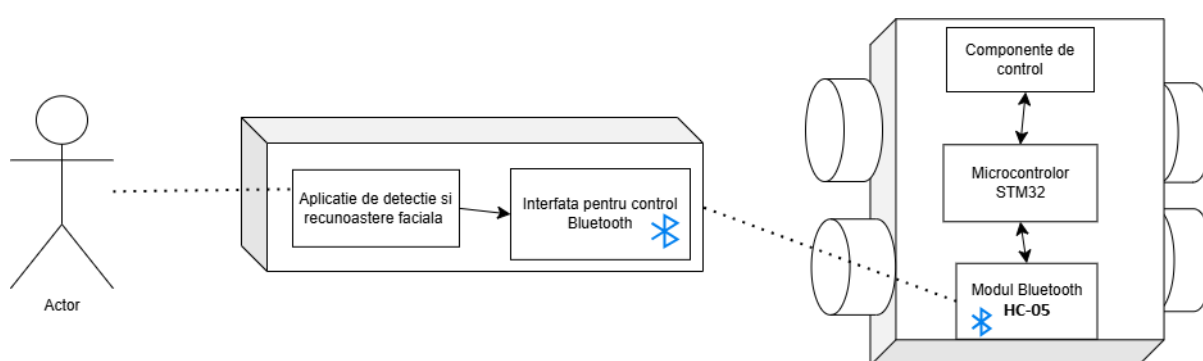 Actor
Aplicatie de detectie si
recunoastere faciala
Interfata pentru control
Bluetooth
Componente de
control
Microcontrolor
STM32
Modul Bluetooth
HC-05